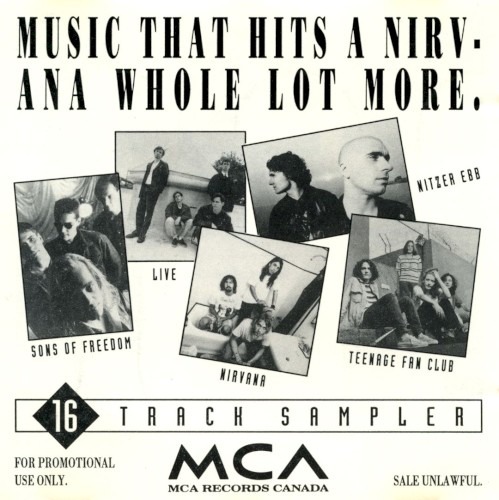 MUSIC THAT HITS A NIRV-
ANA WHOLE LOT MORE.
NITZER EBB
LIVE
SONS OF FREEDOM
NIRVANA
TEENAGE FAN CLUB
16 TRACK SAMPLER
FOR PROMOTIONAL
USE ONLY.
MCA
MCA RECORDS CANADA
SALE UNLAWFUL.